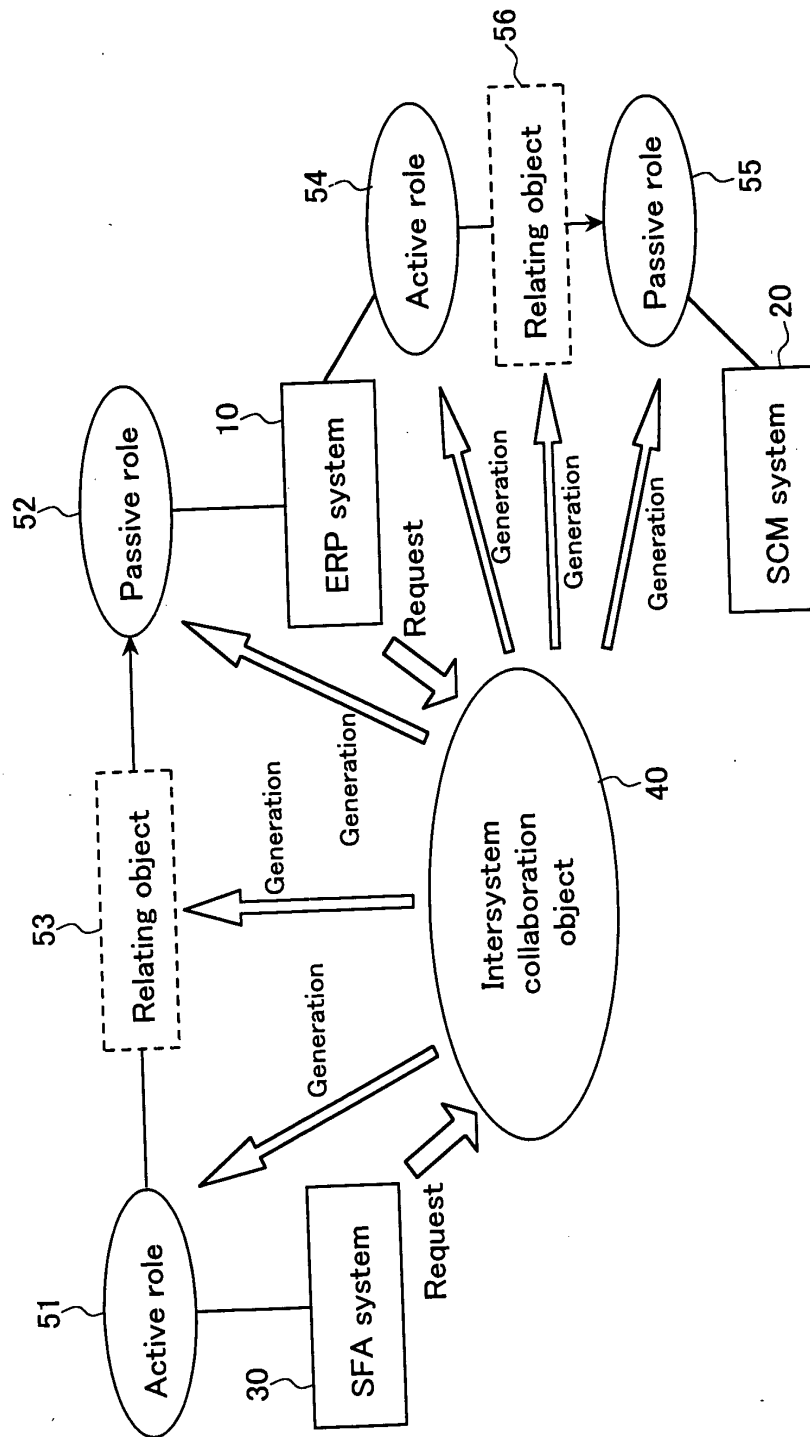 51
Active role
30
SFA system
Request
Generation
53
Relating object
Generation
Generation
52
Passive role
10
ERP system
Request
Intersystem
collaboration
object
40
Generation
Generation
Generation
54
Active role
56
Relating object
Passive role
55
20
SCM system